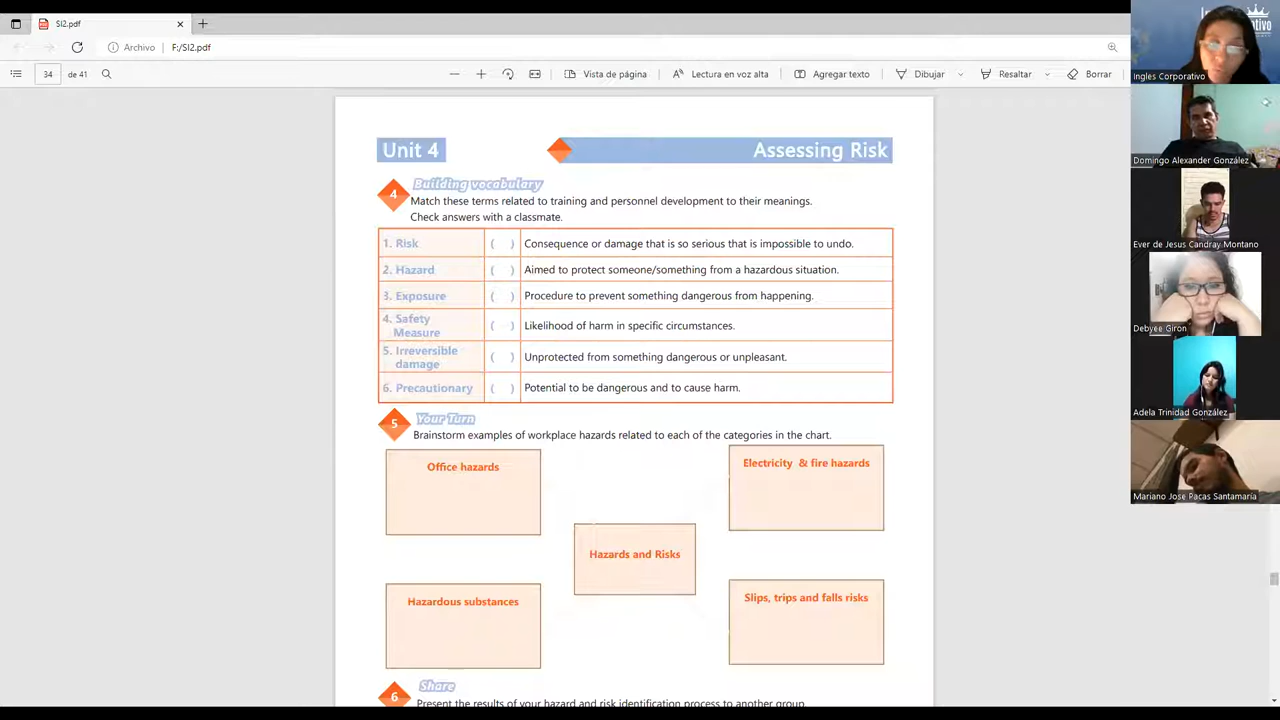 SI2.pdf
Archivo
F:/SI2.pdf
34
de 41
Vista de página
Lectura en voz alta
Agregar texto
Dibujar
Resaltar
Borrar
Unit 4
Assessing Risk
4
Building vocabulary
Match these terms related to training and personnel development to their meanings.
Check answers with a classmate.
1. Risk ( ) Consequence or damage that is so serious that is impossible to undo.
2. Hazard ( ) Aimed to protect someone/something from a hazardous situation.
3. Exposure ( ) Procedure to prevent something dangerous from happening.
4. Safety
Measure ( ) Likelihood of harm in specific circumstances.
5. Irreversible
damage ( ) Unprotected from something dangerous or unpleasant.
6. Precautionary ( ) Potential to be dangerous and to cause harm.
5
Your Turn
Brainstorm examples of workplace hazards related to each of the categories in the chart.
Office hazards
Electricity & fire hazards
Hazards and Risks
Hazardous substances
Slips, trips and falls risks
6
Share
Present the results of your hazard and risk identification process to another group.
Ingles Corporativo
Domingo Alexander González
Ever de Jesus Candray Montano
Debyee Giron
Adela Trinidad González
Mariano Jose Pacas Santamaría